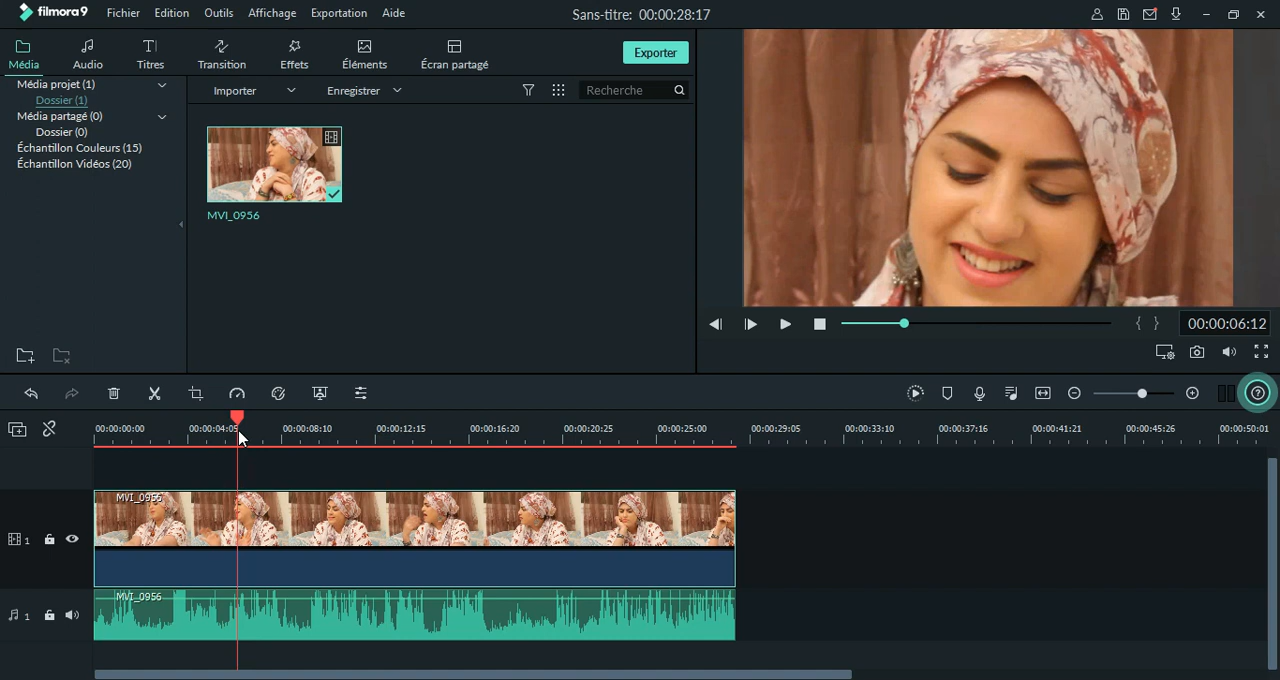 filmora9 Fichier Edition Outils Affichage Exportation Aide Sans-titre: 00:00:28:17
Média Audio Titres Transition Effets Éléments Écran partagé Exporter
Média projet (1)
Dossier (1)
Média partagé (0)
Dossier (0)
Échantillon Couleurs (15)
Échantillon Vidéos (20)
Importer Enregistrer Recherche
MVI_0956
00:00:06:12
00:00:00:00 00:00:04:05 00:00:08:10 00:00:12:15 00:00:16:20 00:00:20:25 00:00:25:00 00:00:29:05 00:00:33:10 00:00:37:16 00:00:41:21 00:00:45:26 00:00:50:01
MVI_0956
1
MVI_0956
1